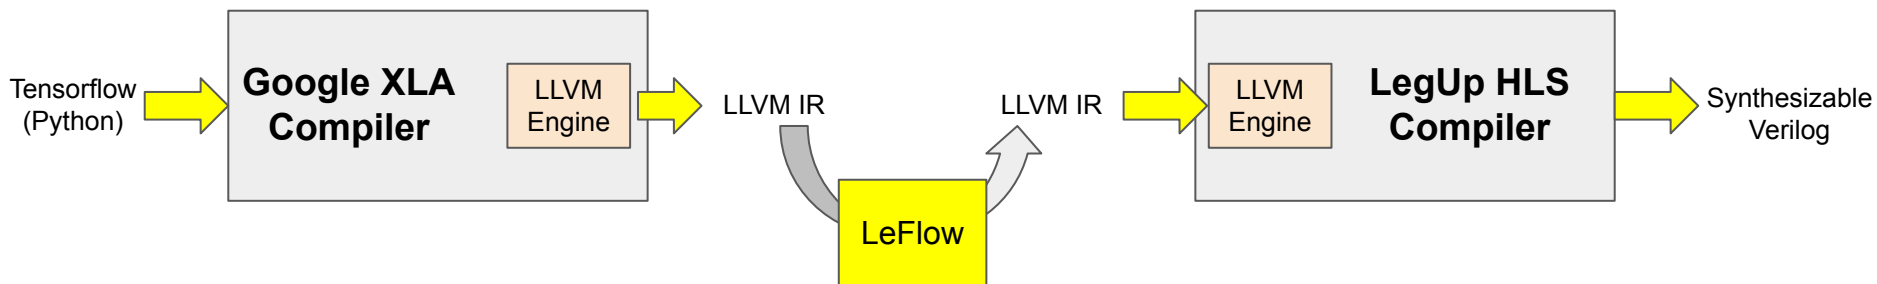 Tensorflow
(Python)
Google XLA
Compiler
LLVM
Engine
LLVM IR
LeFlow
LLVM IR
LLVM
Engine
LegUp HLS
Compiler
Synthesizable
Verilog